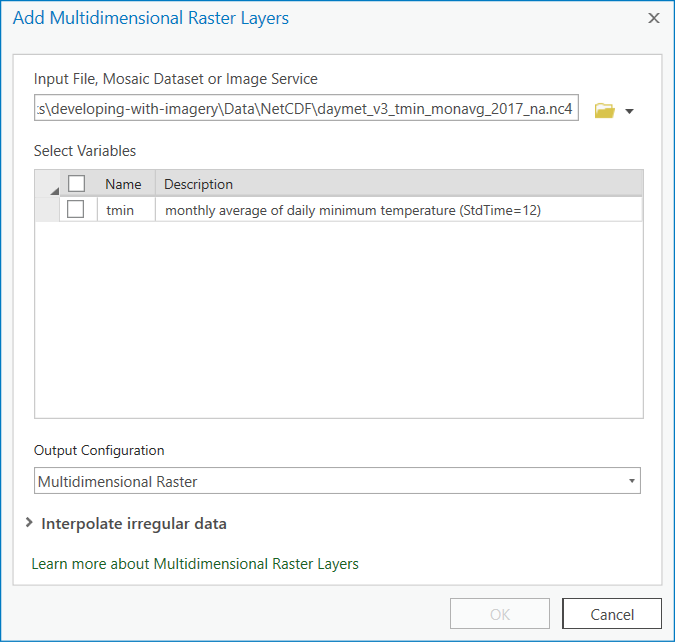 Add Multidimensional Raster Layers
Input File, Mosaic Dataset or Image Service
s\developing-with-imagery\Data\NetCDF\daymet_v3_tmin_monavg_2017_na.nc4
Select Variables
Name Description
tmin monthly average of daily minimum temperature (StdTime=12)
Output Configuration
Multidimensional Raster
Interpolate irregular data
Learn more about Multidimensional Raster Layers
OK Cancel